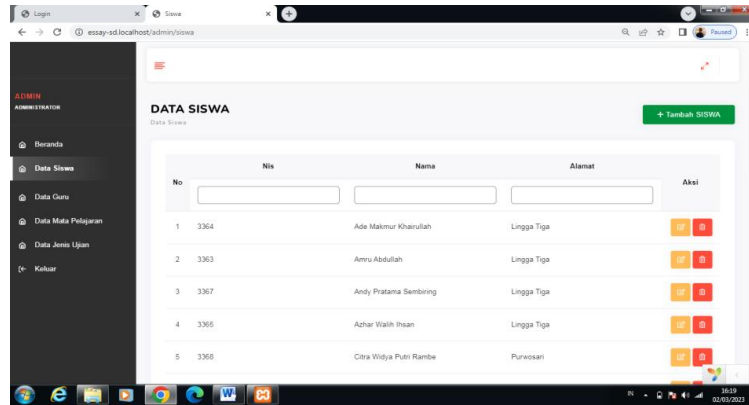 Login
Siswa
essay-sd.localhost/admin/siswa
Paused
ADMIN
ADMINISTRATOR
Beranda
Data Siswa
Data Guru
Data Mata Pelajaran
Data Jenis Ujian
Keluar
DATA SISWA
Data Siswa
+ Tambah SISWA
No Nis Nama Alamat Aksi
1 3364 Ade Makmur Khairullah Lingga Tiga
2 3363 Amru Abdullah Lingga Tiga
3 3367 Andy Pratama Sembiring Lingga Tiga
4 3365 Azhar Walih Ihsan Lingga Tiga
5 3368 Citra Widya Putri Rambe Purwosari
IN 16:19
02/03/2023